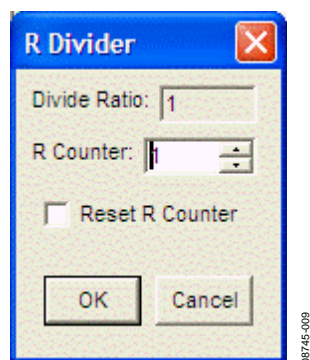 R Divider
Divide Ratio: 1
R Counter: 1
Reset R Counter
OK Cancel
08745-009